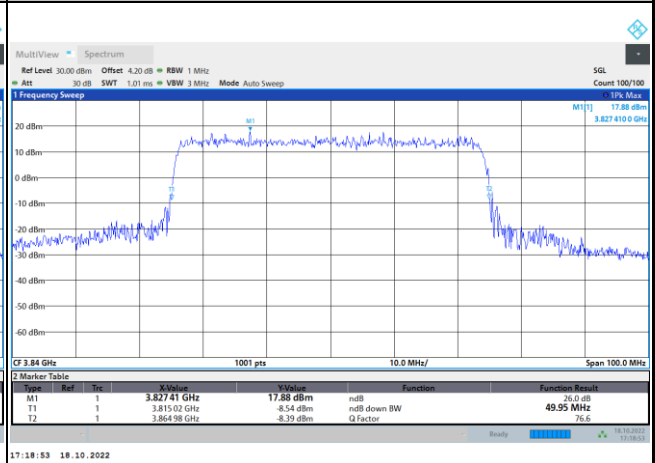 MultiView Spectrum
Ref Level 30.00 dBm Offset 4.20 dB RBW 1 MHz SGL
Att 30 dB SWT 1.01 ms VBW 3 MHz Mode Auto Sweep Count 100/100
1 Frequency Sweep 1Pk Max
M1[1] 17.88 dBm
3.827 410 0 GHz
M1
20 dBm
10 dBm
0 dBm
T1 T2
-10 dBm
-20 dBm
-30 dBm
-40 dBm
-50 dBm
-60 dBm
CF 3.84 GHz 1001 pts 10.0 MHz/ Span 100.0 MHz
2 Marker Table
Type Ref Trc X-Value Y-Value Function Function Result
M1 1 3.827 41 GHz 17.88 dBm ndB 26.0 dB
T1 1 3.815 02 GHz -8.54 dBm ndB down BW 49.95 MHz
T2 1 3.864 98 GHz -8.39 dBm Q Factor 76.6
Ready 18.10.2022
17:18:53
17:18:53 18.10.2022